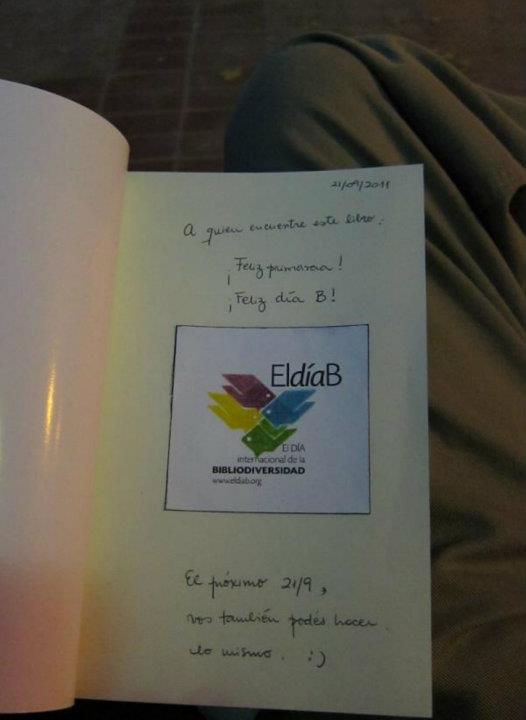 21/09/2011
A quien encuentre este libro:
¡Feliz primavera!
¡Feliz día B!
EldíaB
El DÍA
internacional de la
BIBLIODIVERSIDAD
www.eldiab.org
El próximo 21/9,
vos también podés hacer
lo mismo. :)